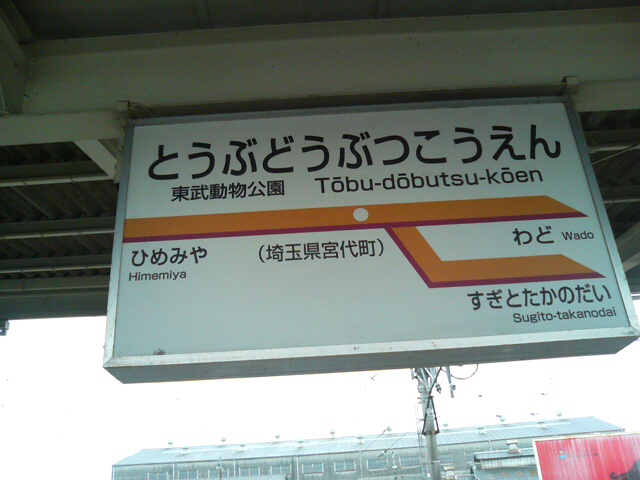 とうぶどうぶつこうえん
東武動物公園 Tōbu-dōbutsu-kōen
ひめみや (埼玉県宮代町) わど Wado
Himemiya
すぎとたかのだい
Sugito-takanodai